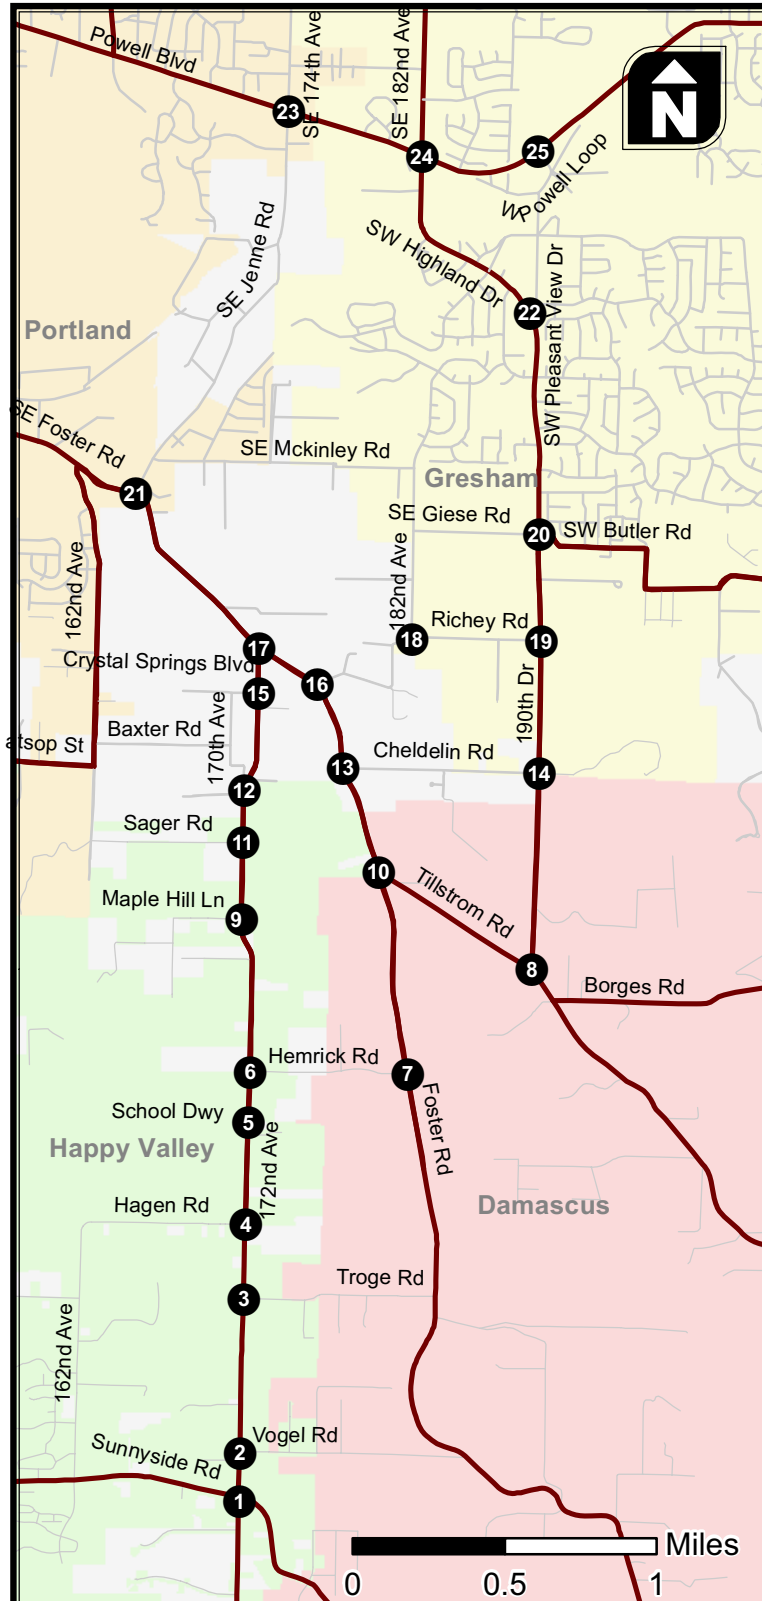 Powell Blvd
SE 174th Ave
SE 182nd Ave
N
23
24
25
W Powell Loop
SE Jenne Rd
SW Highland Dr
SW Pleasant View Dr
22
Portland
SE Foster Rd
SE Mckinley Rd
Gresham
21
SE Giese Rd
20
SW Butler Rd
162nd Ave
182nd Ave
18
Richey Rd
19
17
Crystal Springs Blvd
16
15
190th Dr
170th Ave
Baxter Rd
atsop St
13
Cheldelin Rd
14
12
Sager Rd
11
10
Tillstrom Rd
Maple Hill Ln
9
8
Borges Rd
Hemrick Rd
6
7
School Dwy
5
Foster Rd
Happy Valley
172nd Ave
Hagen Rd
4
Damascus
Troge Rd
3
162nd Ave
Vogel Rd
2
Sunnyside Rd
1
Miles
0
0.5
1